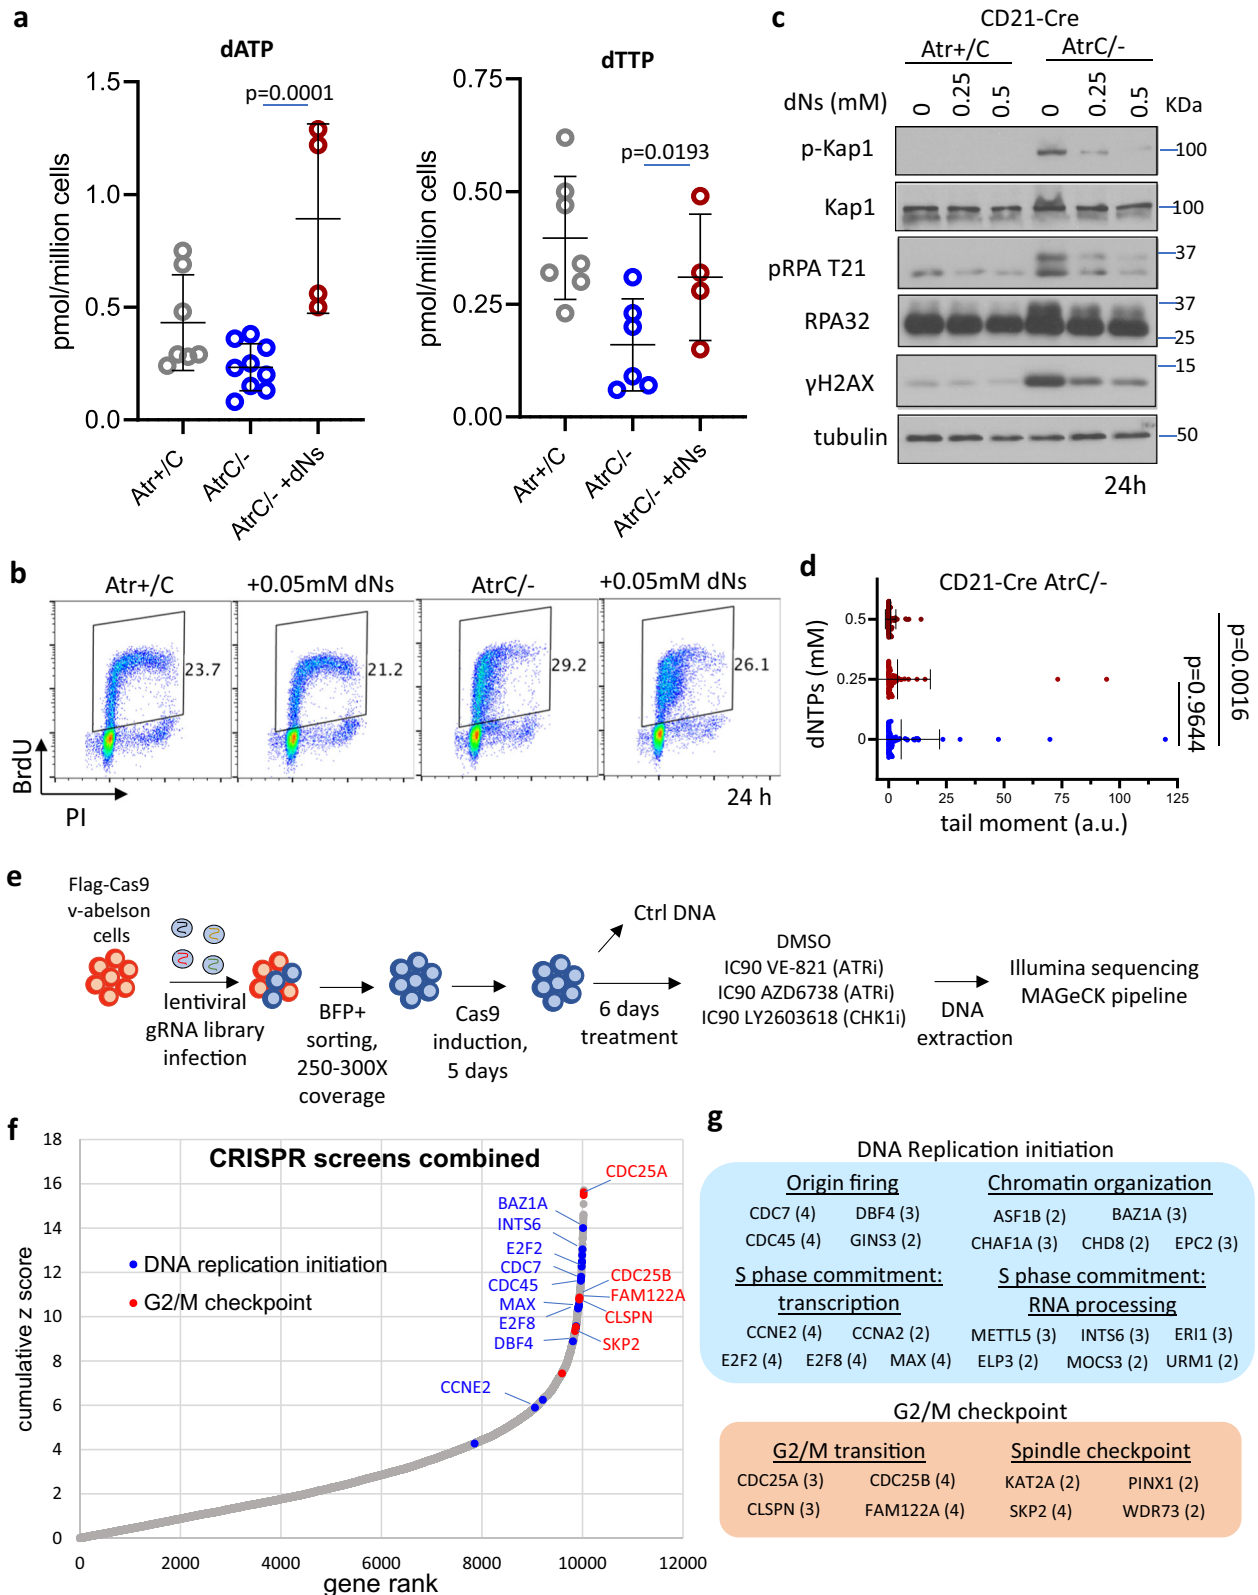 a
dATP
pmol/million cells
1.5
1.0
0.5
0.0
p=0.0001
Atr+/C
AtrC/-
AtrC/- +dNs
dTTP
pmol/million cells
0.75
0.50
0.25
0.00
p=0.0193
Atr+/C
AtrC/-
AtrC/- +dNs
c
CD21-Cre
Atr+/C
AtrC/-
dNs (mM)
0
0.25
0.5
0
0.25
0.5
KDa
p-Kap1
100
Kap1
100
pRPA T21
37
RPA32
37
25
γH2AX
15
tubulin
50
24h
b
Atr+/C
+0.05mM dNs
AtrC/-
+0.05mM dNs
23.7
21.2
29.2
26.1
BrdU
PI
24 h
d
CD21-Cre AtrC/-
dNTPs (mM)
0.5
0.25
0
p=0.0016
p=0.9644
0
25
50
75
100
125
tail moment (a.u.)
e
Flag-Cas9
v-abelson
cells
lentiviral
gRNA library
infection
BFP+
sorting,
250-300X
coverage
Cas9
induction,
5 days
Ctrl DNA
6 days
treatment
DMSO
IC90 VE-821 (ATRi)
IC90 AZD6738 (ATRi)
IC90 LY2603618 (CHK1i)
DNA
extraction
Illumina sequencing
MAGeCK pipeline
f
CRISPR screens combined
cumulative z score
18
16
14
12
10
8
6
4
2
0
DNA replication initiation
G2/M checkpoint
CDC25A
BAZ1A
INTS6
E2F2
CDC7
CDC45
MAX
E2F8
DBF4
CCNE2
CDC25B
FAM122A
CLSPN
SKP2
0
2000
4000
6000
8000
10000
12000
gene rank
g
DNA Replication initiation
Origin firing
CDC7 (4) DBF4 (3)
CDC45 (4) GINS3 (2)
Chromatin organization
ASF1B (2) BAZ1A (3)
CHAF1A (3) CHD8 (2) EPC2 (3)
S phase commitment:
transcription
CCNE2 (4) CCNA2 (2)
E2F2 (4) E2F8 (4) MAX (4)
S phase commitment:
RNA processing
METTL5 (3) INTS6 (3) ERI1 (3)
ELP3 (2) MOCS3 (2) URM1 (2)
G2/M checkpoint
G2/M transition
CDC25A (3) CDC25B (4)
CLSPN (3) FAM122A (4)
Spindle checkpoint
KAT2A (2) PINX1 (2)
SKP2 (4) WDR73 (2)